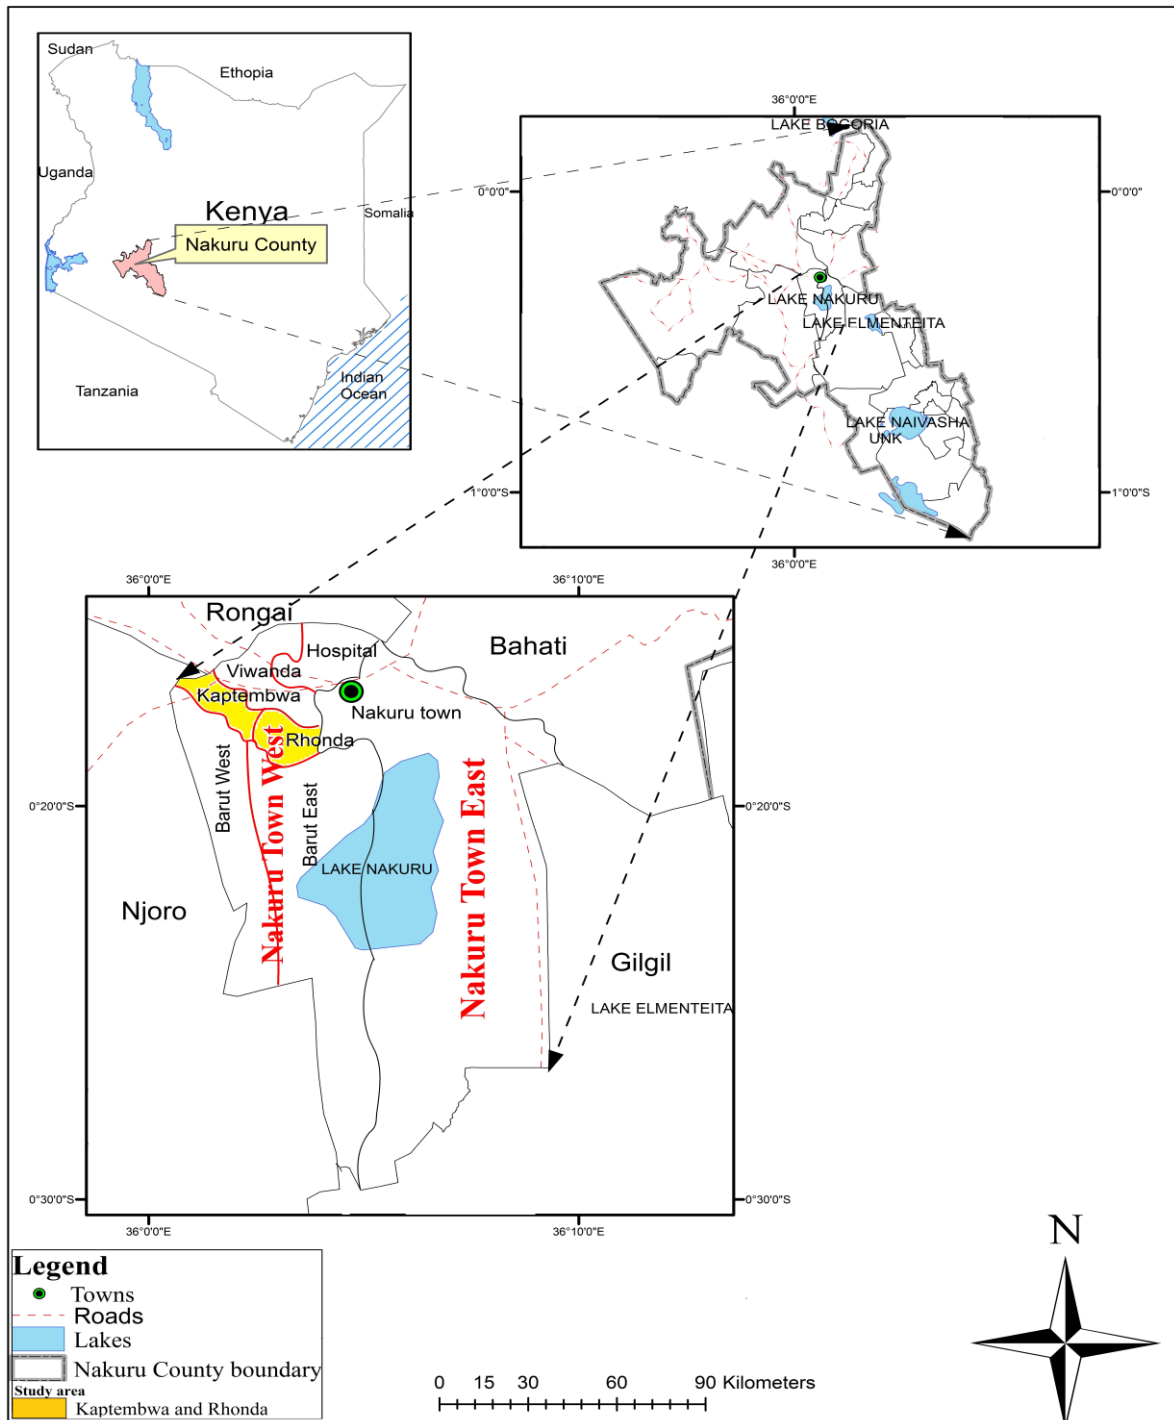 Sudan
Ethiopia
Uganda
Kenya
Somalia
Nakuru County
Tanzania
Indian
Ocean
36°0'0"E
LAKE BOGORIA
0°0'0"
0°0'0"
LAKE NAKURU
LAKE ELMENTEITA
LAKE NAIVASHA
UNK
1°0'0"S
1°0'0"S
36°0'0"E
36°0'0"E
36°10'0"E
Rongai
Hospital
Bahati
Viwanda
Kaptembwa
Nakuru town
Rhonda
Barut West
Nakuru Town West
Barut East
Nakuru Town East
0°20'0"S
0°20'0"S
LAKE NAKURU
Njoro
Gilgil
LAKE ELMENTEITA
0°30'0"S
0°30'0"S
36°0'0"E
36°10'0"E
N
Legend
Towns
Roads
Lakes
Nakuru County boundary
Study area
Kaptembwa and Rhonda
0 15 30 60 90 Kilometers